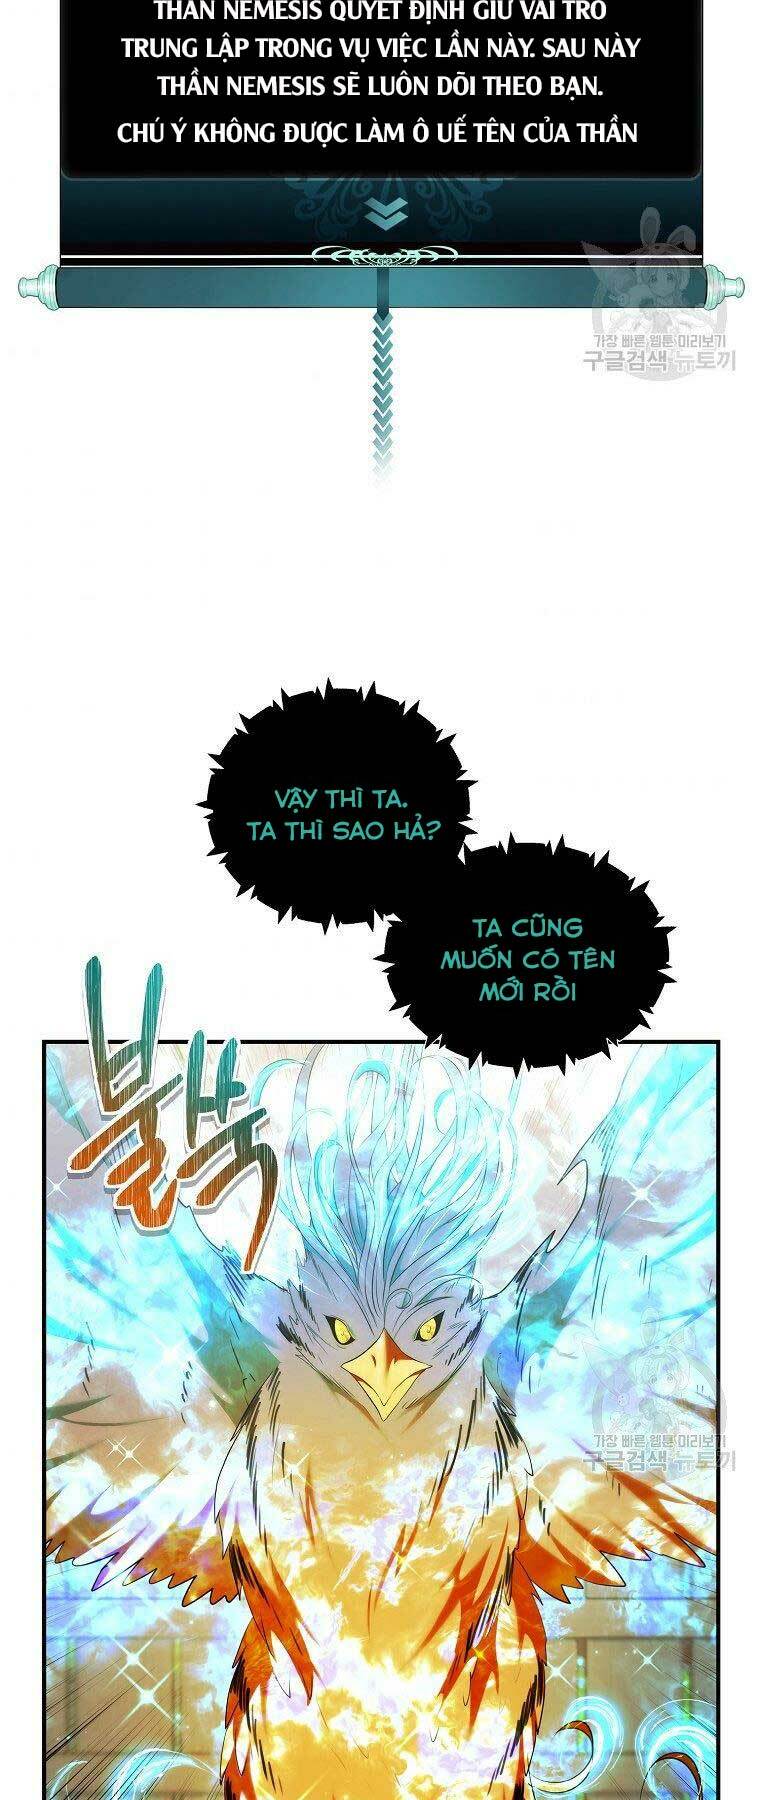 THẦN NEMESIS QUYẾT ĐỊNH GIỮ VAI TRÒ
TRUNG LẬP TRONG VỤ VIỆC LẦN NÀY. SAU NÀY
THẦN NEMESIS SẼ LUÔN DÕI THEO BẠN.
CHÚ Ý KHÔNG ĐƯỢC LÀM Ô UẾ TÊN CỦA THẦN
가장 빠른 웹툰 미리보기
구글검색 뉴토끼
VẬY THÌ TA.
TA THÌ SAO HẢ?
TA CŨNG
MUỐN CÓ TÊN
MỚI RỒI
불쑥
가장 빠른 웹툰 미리보기
구글검색 뉴토끼